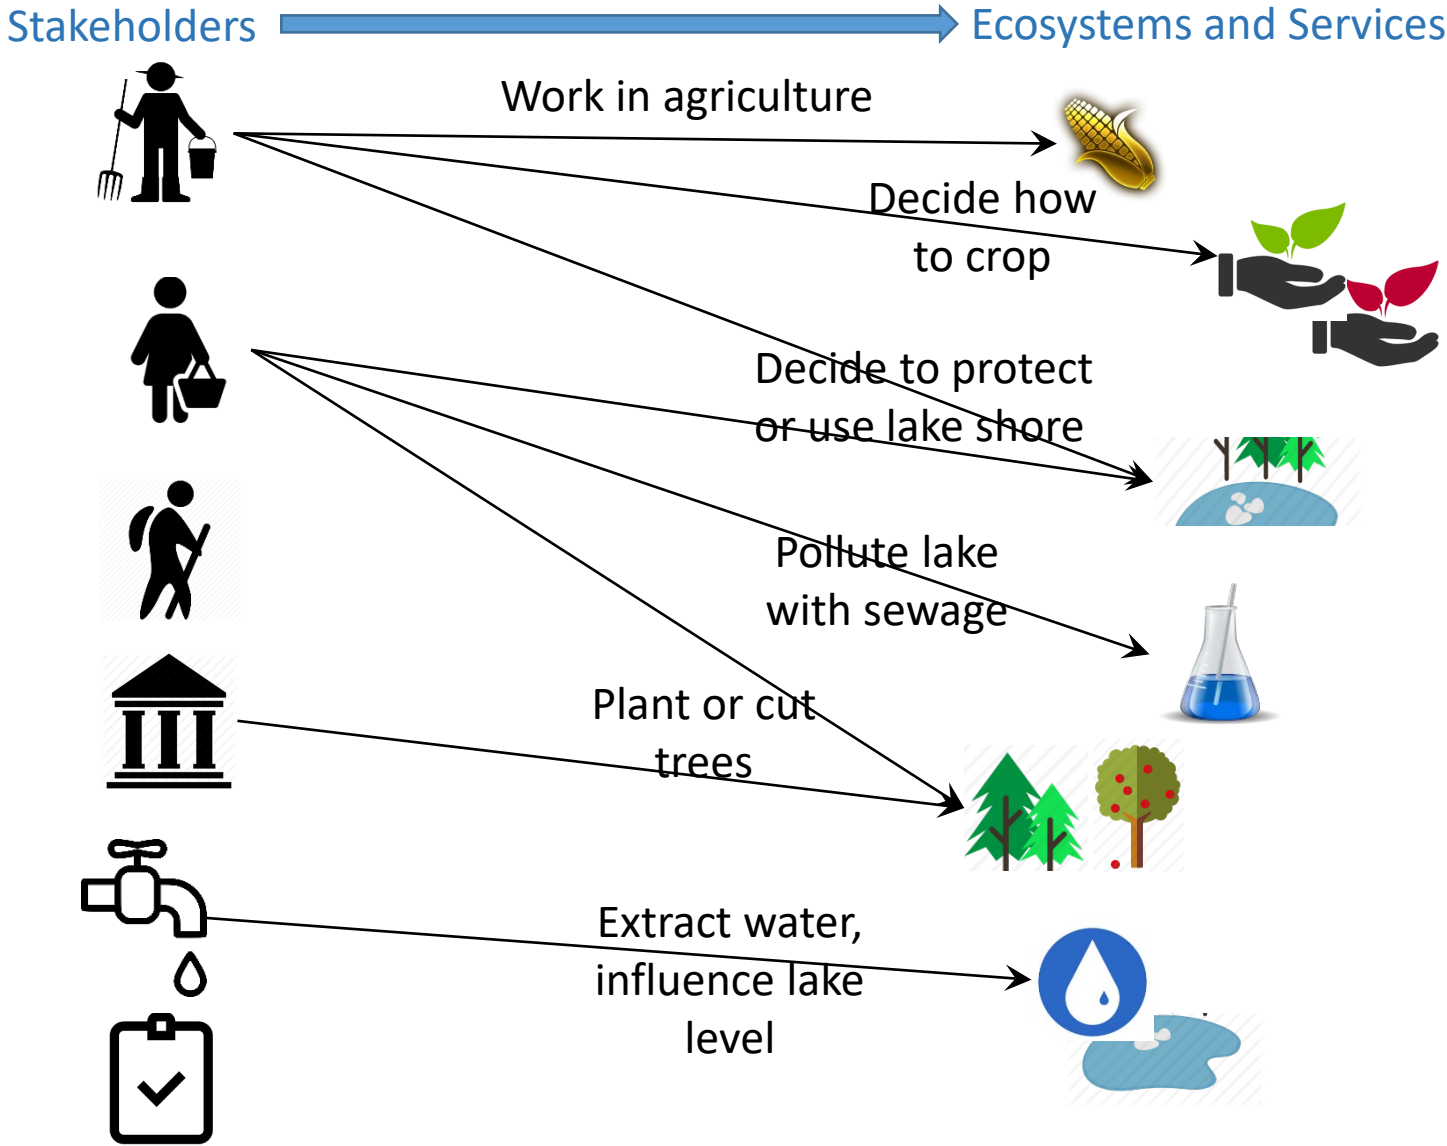 Stakeholders
Ecosystems and Services
Work in agriculture
Decide how
to crop
Decide to protect
or use lake shore
Pollute lake
with sewage
Plant or cut
trees
Extract water,
influence lake
level